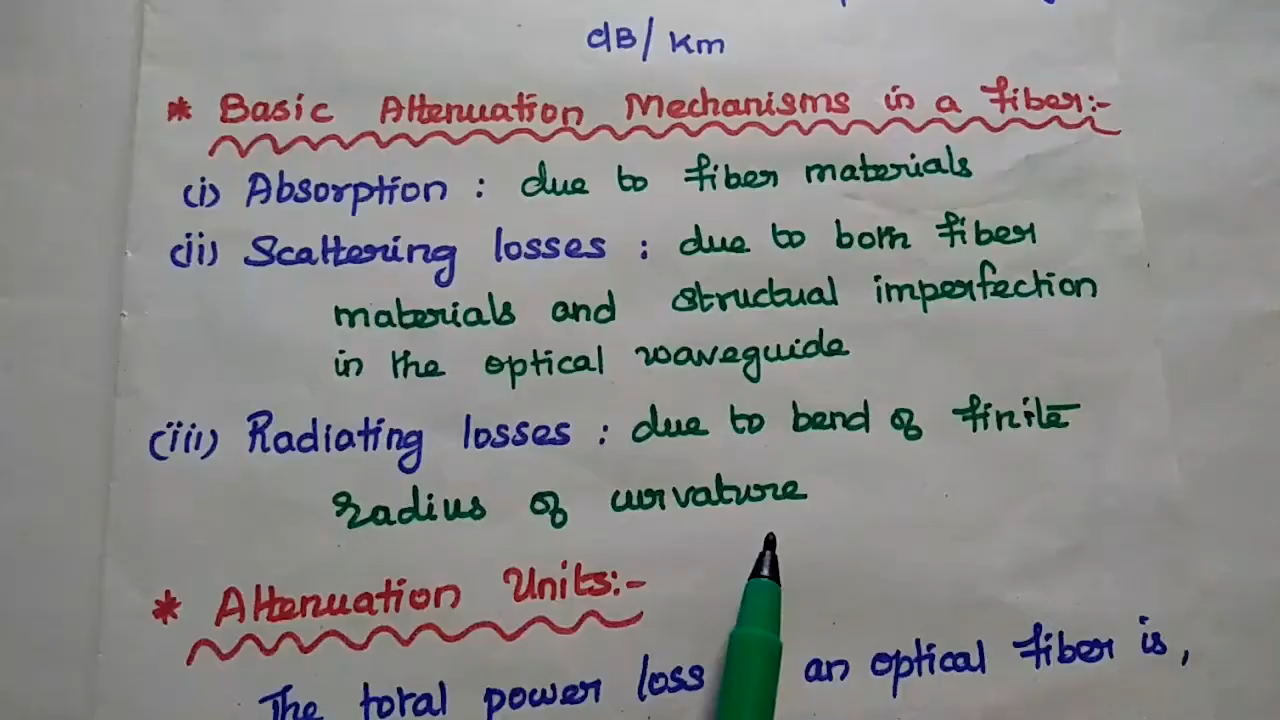 dB/Km
* Basic Attenuation Mechanisms in a fiber:-
(i) Absorption : due to fiber materials
(ii) Scattering losses : due to both fiber
materials and structual imperfection
in the optical waveguide
(iii) Radiating losses : due to bend of finite
radius of curvature
* Attenuation Units:-
The total power loss an optical fiber is,